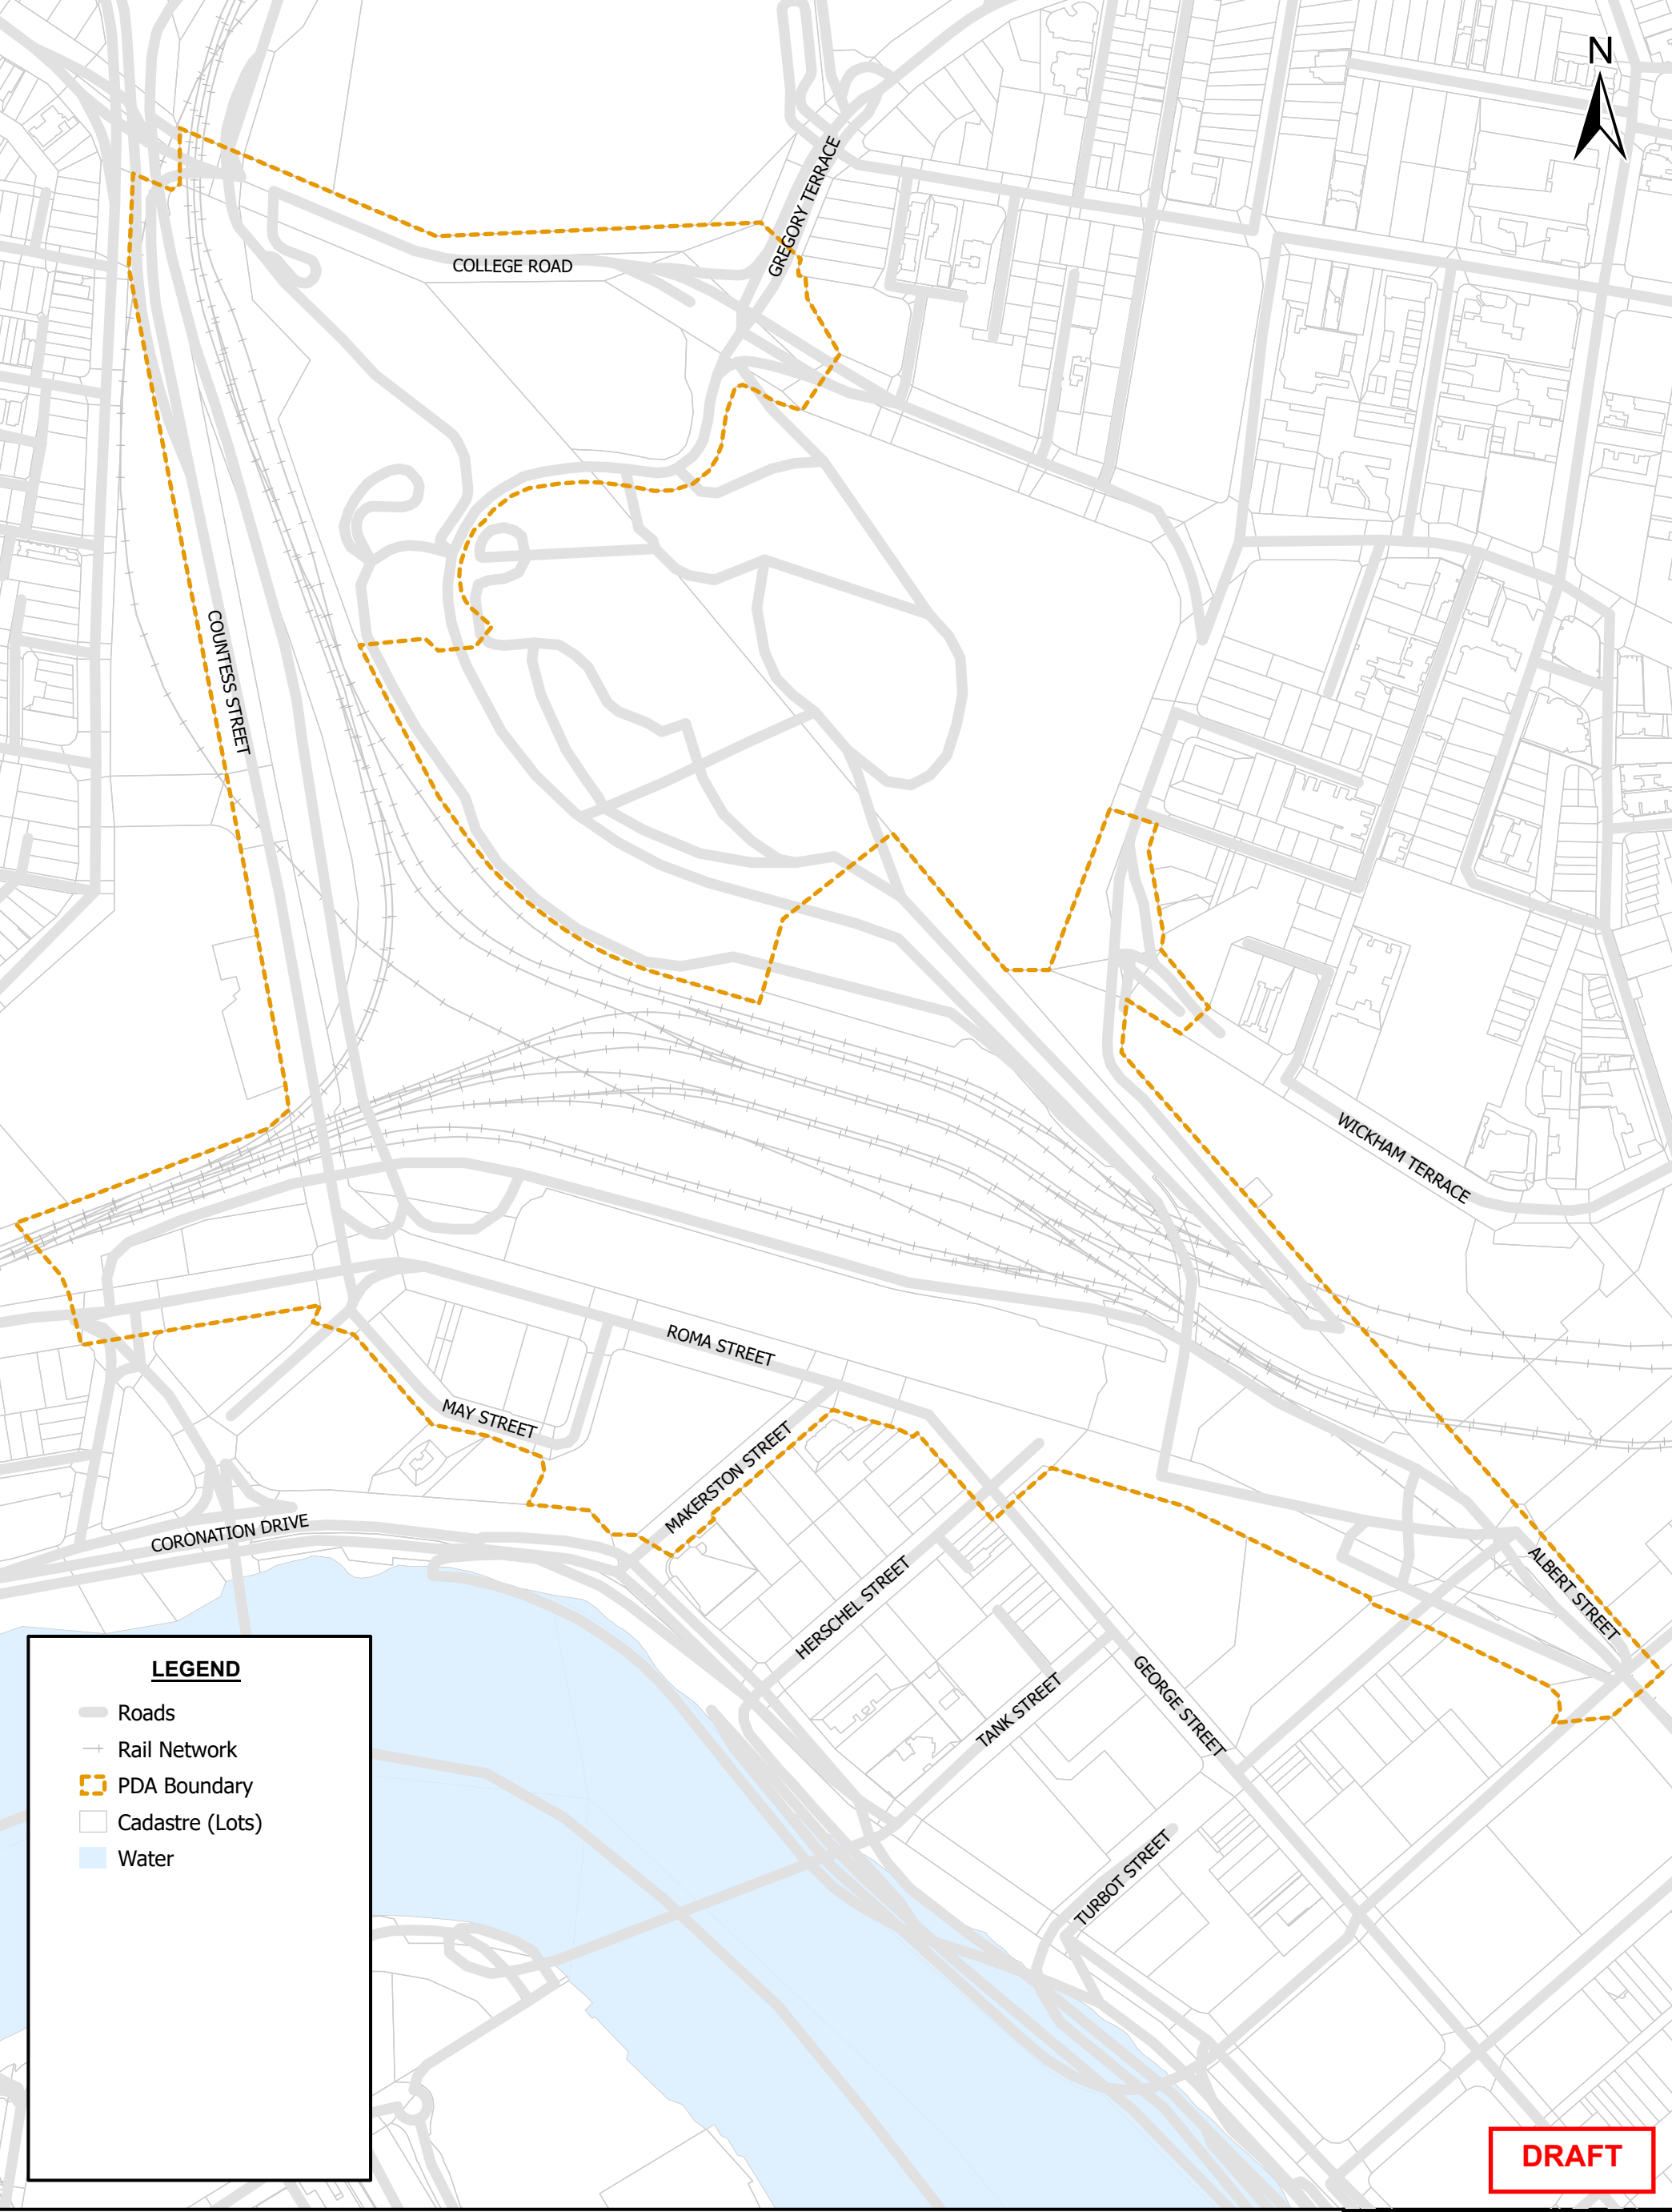 N
GREGORY TERRACE
COLLEGE ROAD
COUNTESS STREET
WICKHAM TERRACE
ROMA STREET
MAY STREET
MAKERSTON STREET
CORONATION DRIVE
HERSCHEL STREET
ALBERT STREET
TANK STREET
GEORGE STREET
TURBOT STREET
LEGEND
Roads
Rail Network
PDA Boundary
Cadastre (Lots)
Water
DRAFT